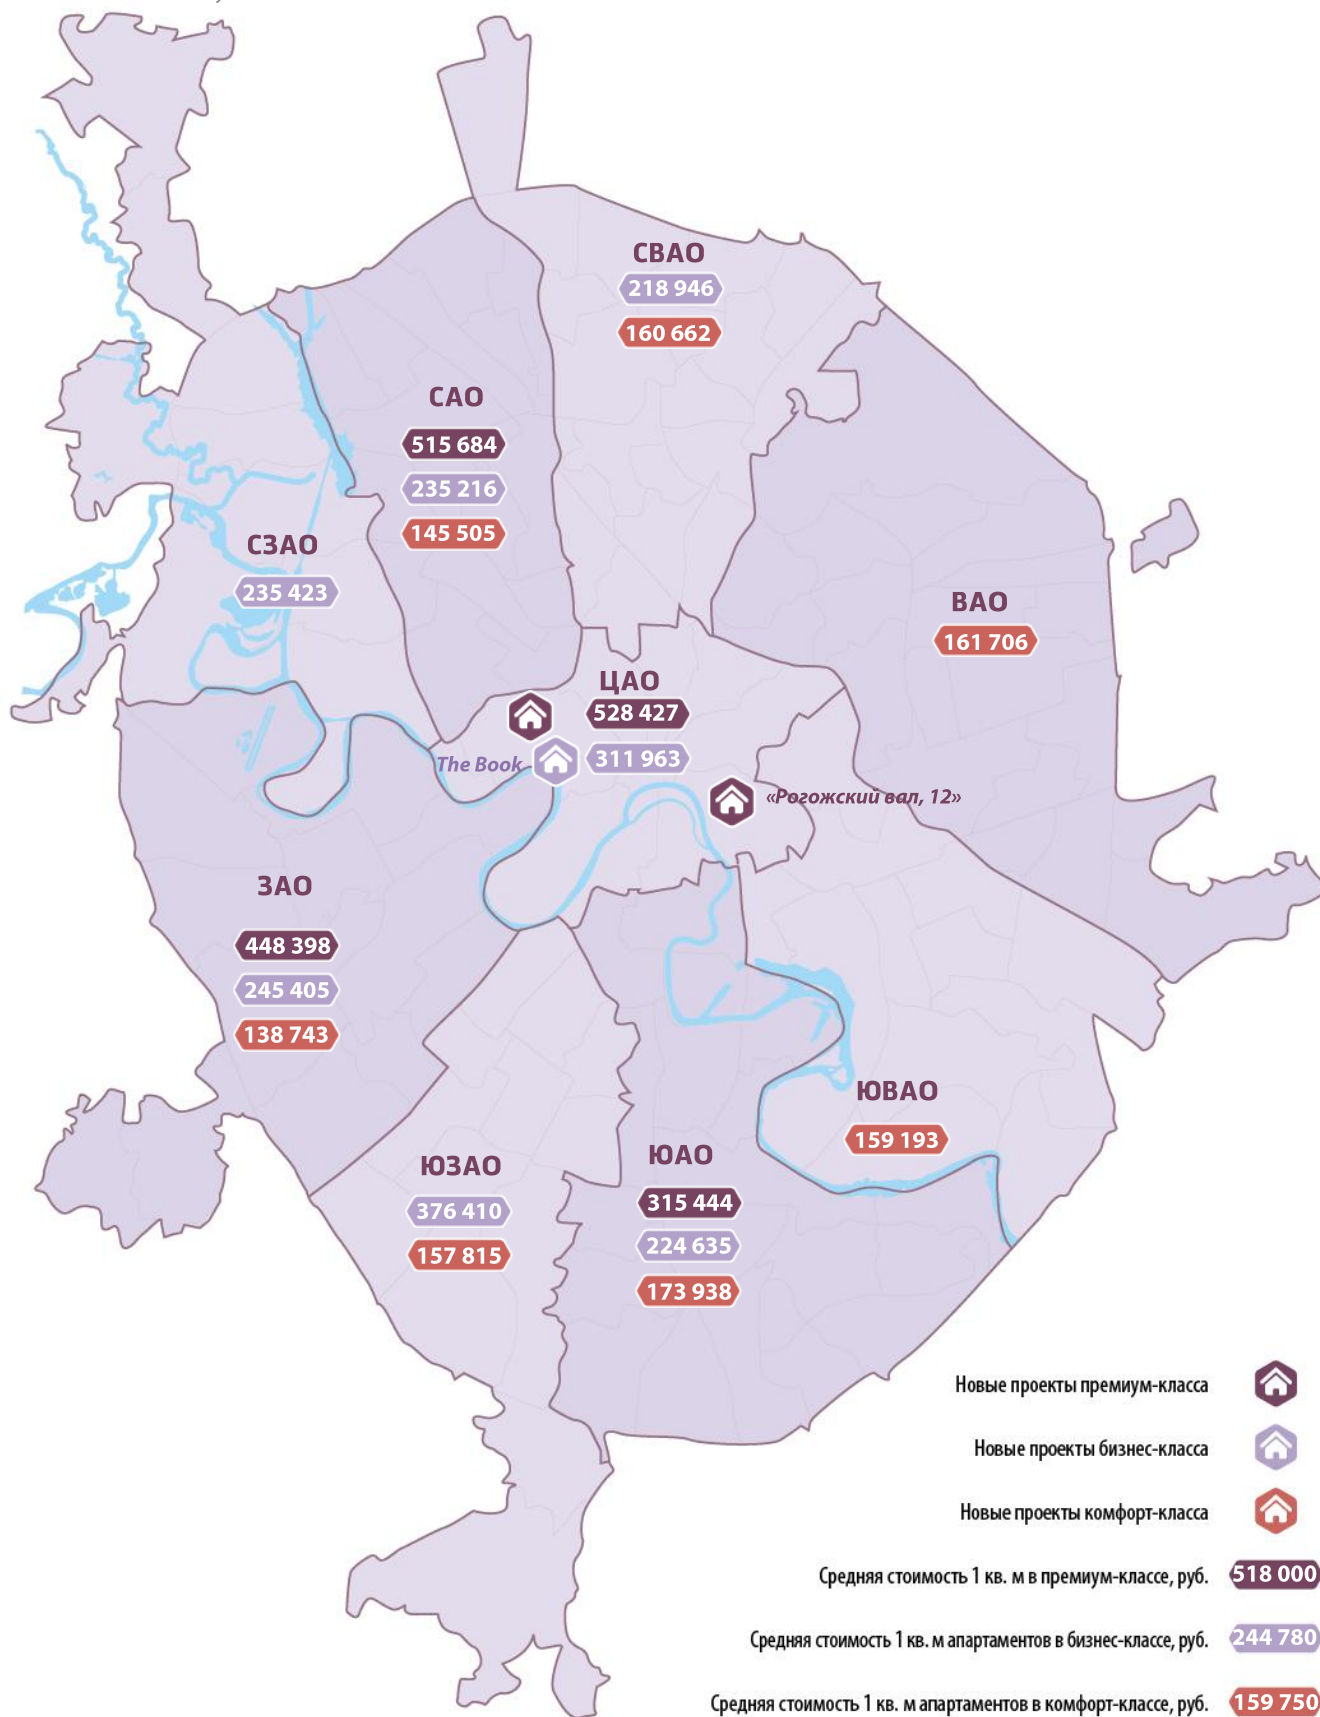 СВАО
218 946
160 662
САО
515 684
235 216
145 505
СЗАО
235 423
ВАО
161 706
ЦАО
528 427
311 963
The Book
«Рогожский вал, 12»
ЗАО
448 398
245 405
138 743
ЮВАО
159 193
ЮЗАО
376 410
157 815
ЮАО
315 444
224 635
173 938
Новые проекты премиум-класса
Новые проекты бизнес-класса
Новые проекты комфорт-класса
Средняя стоимость 1 кв. м в премиум-классе, руб. 518 000
Средняя стоимость 1 кв. м апартаментов в бизнес-классе, руб. 244 780
Средняя стоимость 1 кв. м апартаментов в комфорт-классе, руб. 159 750